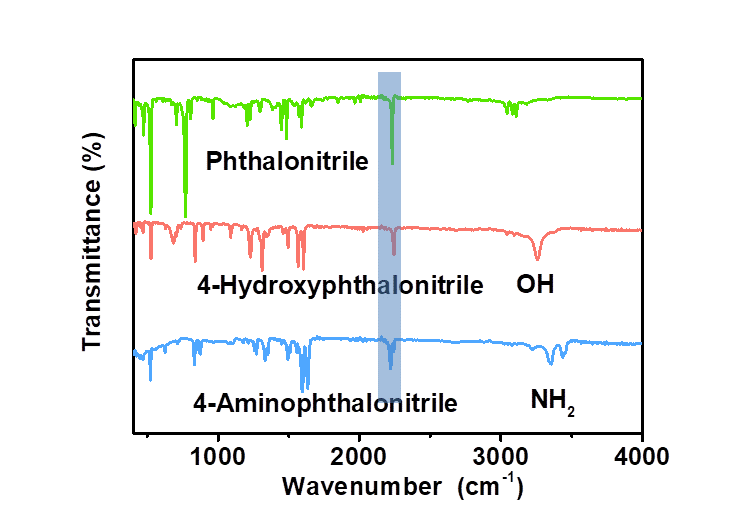 Transmittance (%)
Phthalonitrile
4-Hydroxyphthalonitrile OH
4-Aminophthalonitrile NH₂
1000 2000 3000 4000
Wavenumber (cm⁻¹)